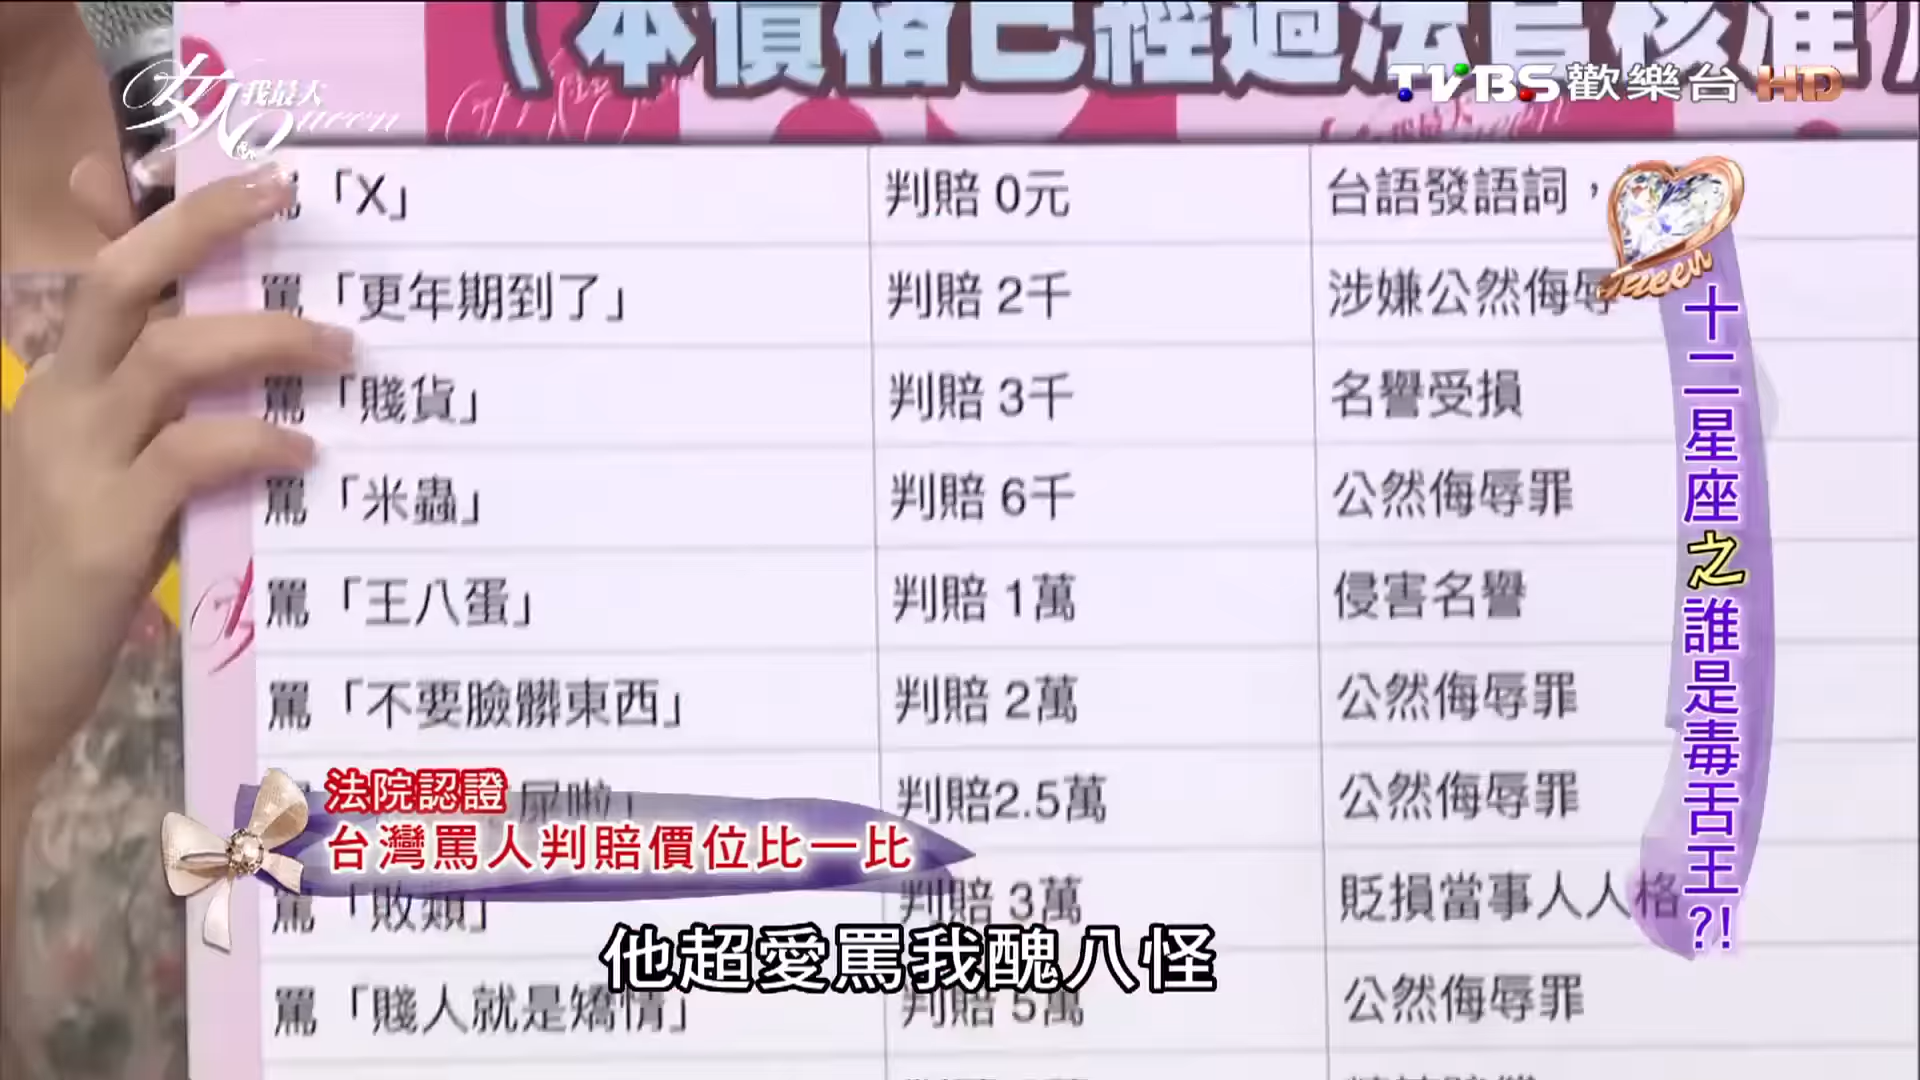 (本價格已經過法官核准)
女人我最大
Queen
TVBS歡樂台 HD
罵「X」 判賠 0元 台語發語詞，
罵「更年期到了」 判賠 2千 涉嫌公然侮辱
罵「賤貨」 判賠 3千 名譽受損
罵「米蟲」 判賠 6千 公然侮辱罪
罵「王八蛋」 判賠 1萬 侵害名譽
罵「不要臉髒東西」 判賠 2萬 公然侮辱罪
屎啦」 判賠2.5萬 公然侮辱罪
罵「敗類」 判賠 3萬 貶損當事人人格
罵「賤人就是矯情」 判賠 5萬 公然侮辱罪
Queen
十二星座之誰是毒舌王?!
法院認證
台灣罵人判賠價位比一比
他超愛罵我醜八怪